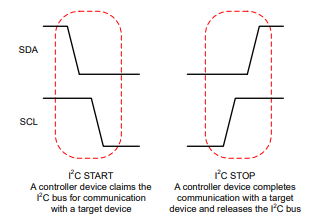 SDA
SCL
I²C START
A controller device claims the
I²C bus for communication
with a target device
I²C STOP
A controller device completes
communication with a target
device and releases the I²C bus